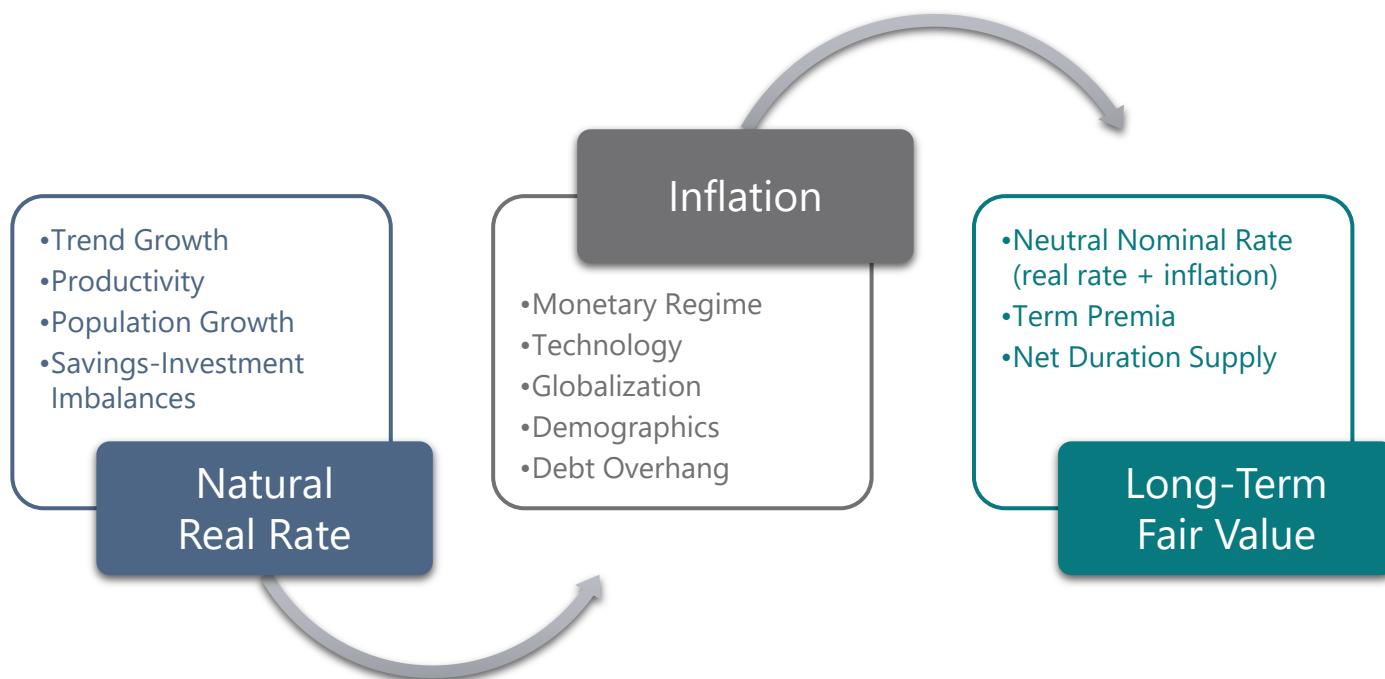 •Trend Growth
•Productivity
•Population Growth
•Savings-Investment
Imbalances
Natural
Real Rate
Inflation
•Monetary Regime
•Technology
•Globalization
•Demographics
•Debt Overhang
•Neutral Nominal Rate
(real rate + inflation)
•Term Premia
•Net Duration Supply
Long-Term
Fair Value